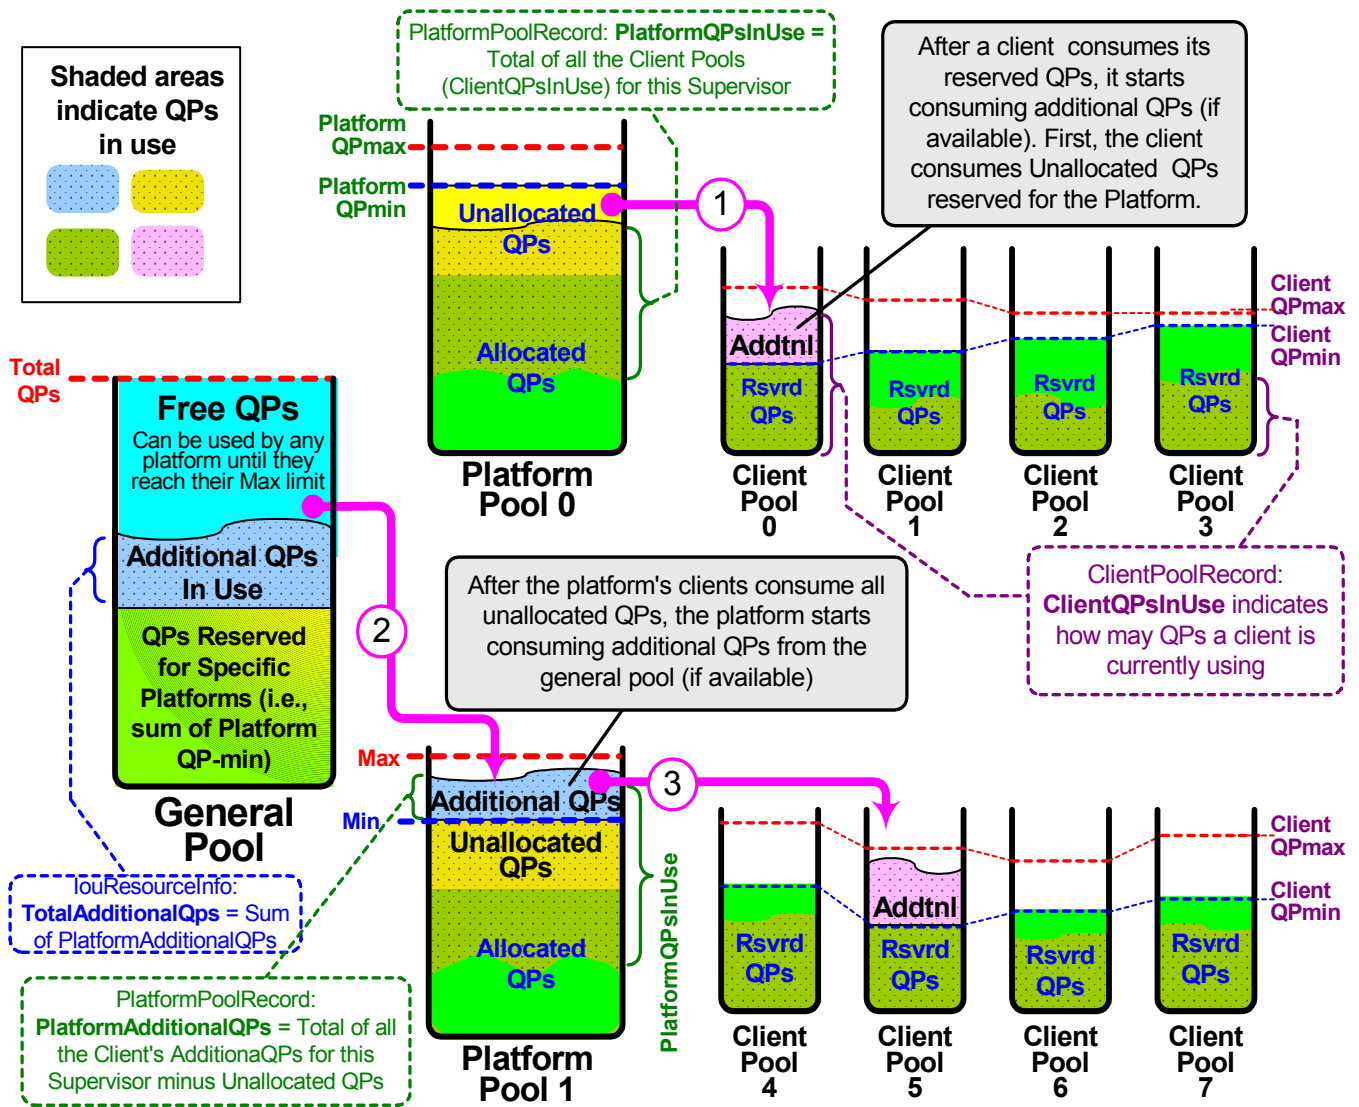 Shaded areas
indicate QPs
in use
PlatformPoolRecord: PlatformQPsInUse =
Total of all the Client Pools
(ClientQPsInUse) for this Supervisor
After a client consumes its
reserved QPs, it starts
consuming additional QPs (if
available). First, the client
consumes Unallocated QPs
reserved for the Platform.
Platform
QPmax
Platform
QPmin
Unallocated
QPs
Allocated
QPs
Platform
Pool 0
1
Addtnl
Rsvrd
QPs
Client
Pool
0
Rsvrd
QPs
Client
Pool
1
Rsvrd
QPs
Client
Pool
2
Rsvrd
QPs
Client
Pool
3
Client
QPmax
Client
QPmin
Total
QPs
Free QPs
Can be used by any
platform until they
reach their Max limit
Additional QPs
In Use
QPs Reserved
for Specific
Platforms (i.e.,
sum of Platform
QP-min)
General
Pool
2
After the platform's clients consume all
unallocated QPs, the platform starts
consuming additional QPs from the
general pool (if available)
ClientPoolRecord:
ClientQPsInUse indicates
how may QPs a client is
currently using
Max
Min
Additional QPs
Unallocated
QPs
Allocated
QPs
Platform
Pool 1
PlatformQPsInUse
3
Rsvrd
QPs
Client
Pool
4
Addtnl
Rsvrd
QPs
Client
Pool
5
Rsvrd
QPs
Client
Pool
6
Rsvrd
QPs
Client
Pool
7
Client
QPmax
Client
QPmin
IouResourceInfo:
TotalAdditionalQps = Sum
of PlatformAdditionalQPs
PlatformPoolRecord:
PlatformAdditionalQPs = Total of all
the Client's AdditionaQPs for this
Supervisor minus Unallocated QPs